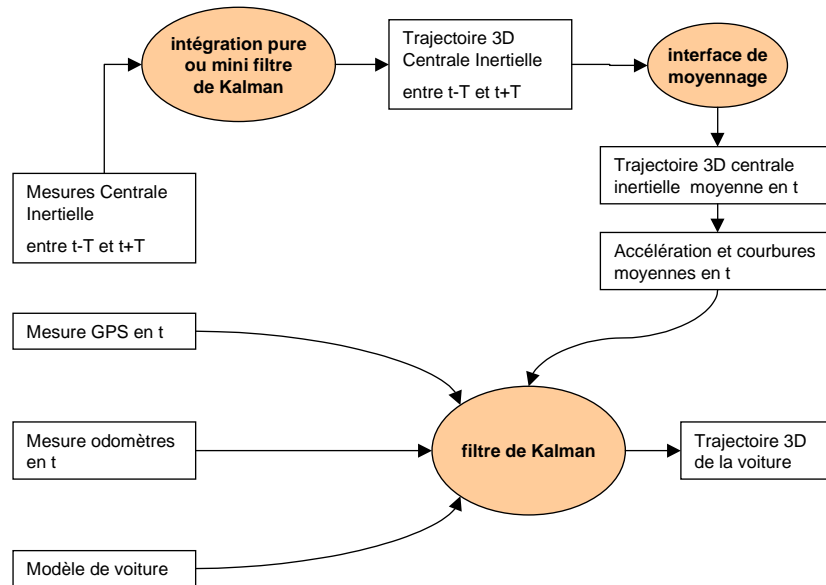 intégration pure
ou mini filtre
de Kalman
Trajectoire 3D
Centrale Inertielle
entre t-T et t+T
interface de
moyennage
Mesures Centrale
Inertielle
entre t-T et t+T
Trajectoire 3D centrale
inertielle moyenne en t
Accélération et courbures
moyennes en t
Mesure GPS en t
Mesure odomètres
en t
filtre de Kalman
Trajectoire 3D
de la voiture
Modèle de voiture